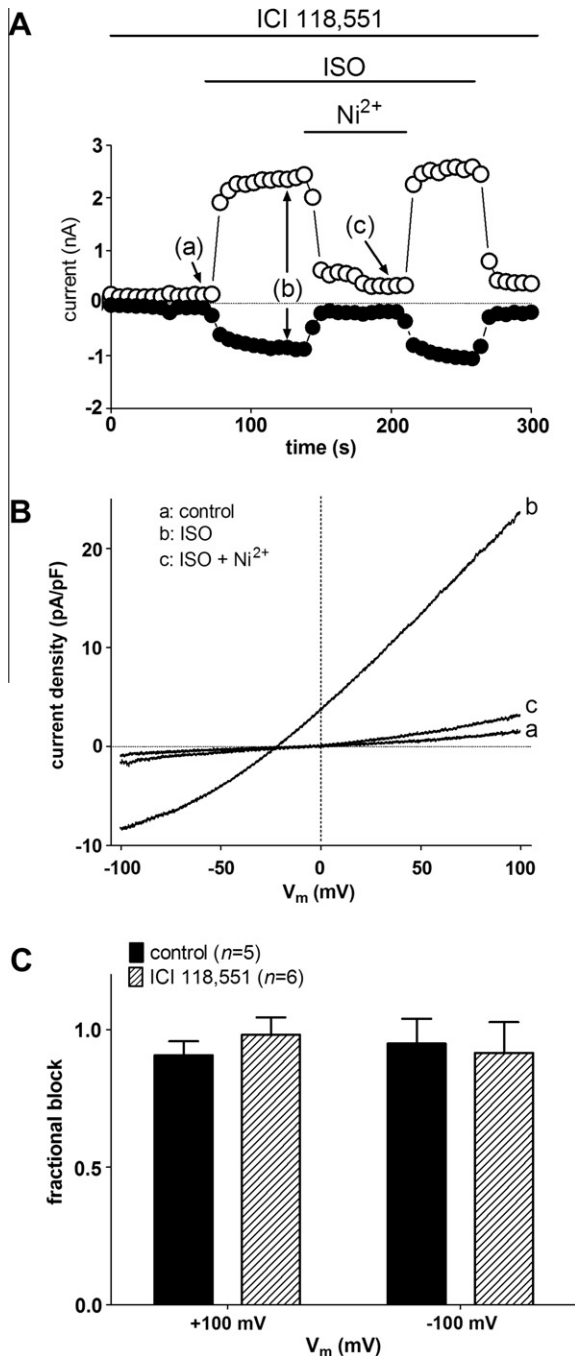 A
ICI 118,551
ISO
Ni²⁺
3
2
1
0
-1
-2
current (nA)
(a)
(b)
(c)
0
100
200
300
time (s)
B
a: control
b: ISO
c: ISO + Ni²⁺
b
c
a
20
10
0
-10
current density (pA/pF)
-100
-50
0
50
100
Vₘ (mV)
C
control (n=5)
ICI 118,551 (n=6)
1.0
0.5
0.0
fractional block
+100 mV
-100 mV
Vₘ (mV)